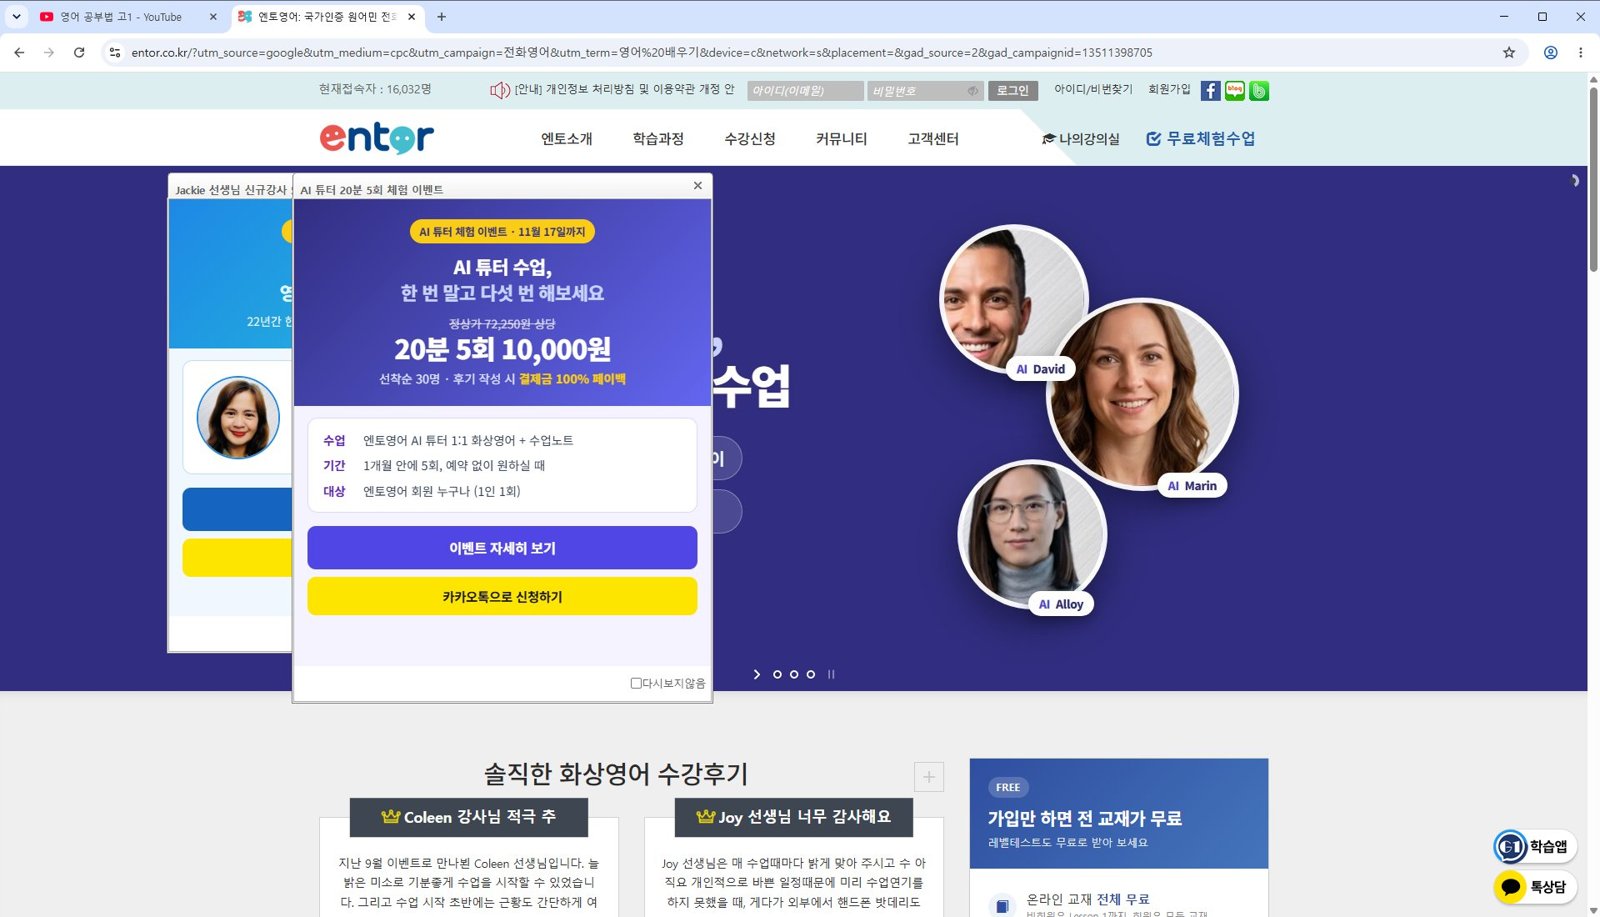 영어 공부법 고1 - YouTube
엔토영어: 국가인증 원어민 전화
entor.co.kr/?utm_source=google&utm_medium=cpc&utm_campaign=전화영어&utm_term=영어%20배우기&device=c&network=s&placement=&gad_source=2&gad_campaignid=13511398705
현재접속자 : 16,032명
[안내] 개인정보 처리방침 및 이용약관 개정 안
아이디(이메일)
비밀번호
로그인
아이디/비번찾기
회원가입
f
blog
b
entor
엔토소개
학습과정
수강신청
커뮤니티
고객센터
나의강의실
무료체험수업
Jackie 선생님 신규강사
AI 튜터 20분 5회 체험 이벤트
AI 튜터 체험 이벤트 · 11월 17일까지
AI 튜터 수업,
한 번 말고 다섯 번 해보세요
정상가 72,250원 상당
20분 5회 10,000원
선착순 30명 · 후기 작성 시 결제금 100% 페이백
영
22년간 한
수업
이
수업 엔토영어 AI 튜터 1:1 화상영어 + 수업노트
기간 1개월 안에 5회, 예약 없이 원하실 때
대상 엔토영어 회원 누구나 (1인 1회)
이벤트 자세히 보기
카카오톡으로 신청하기
다시보지않음
AI David
AI Marin
AI Alloy
솔직한 화상영어 수강후기
Coleen 강사님 적극 추
지난 9월 이벤트로 만나뵌 Coleen 선생님입니다. 늘
밝은 미소로 기분좋게 수업을 시작할 수 있었습니
다. 그리고 수업 시작 초반에는 근황도 간단하게 여
Joy 선생님 너무 감사해요
Joy 선생님은 매 수업때마다 밝게 맞아 주시고 수 아
직요 개인적으로 바쁜 일정때문에 미리 수업연기를
하지 못했을 때, 게다가 외부에서 핸드폰 밧데리도
FREE
가입만 하면 전 교재가 무료
레벨테스트도 무료로 받아 보세요
온라인 교재 전체 무료
학습앱
톡상담